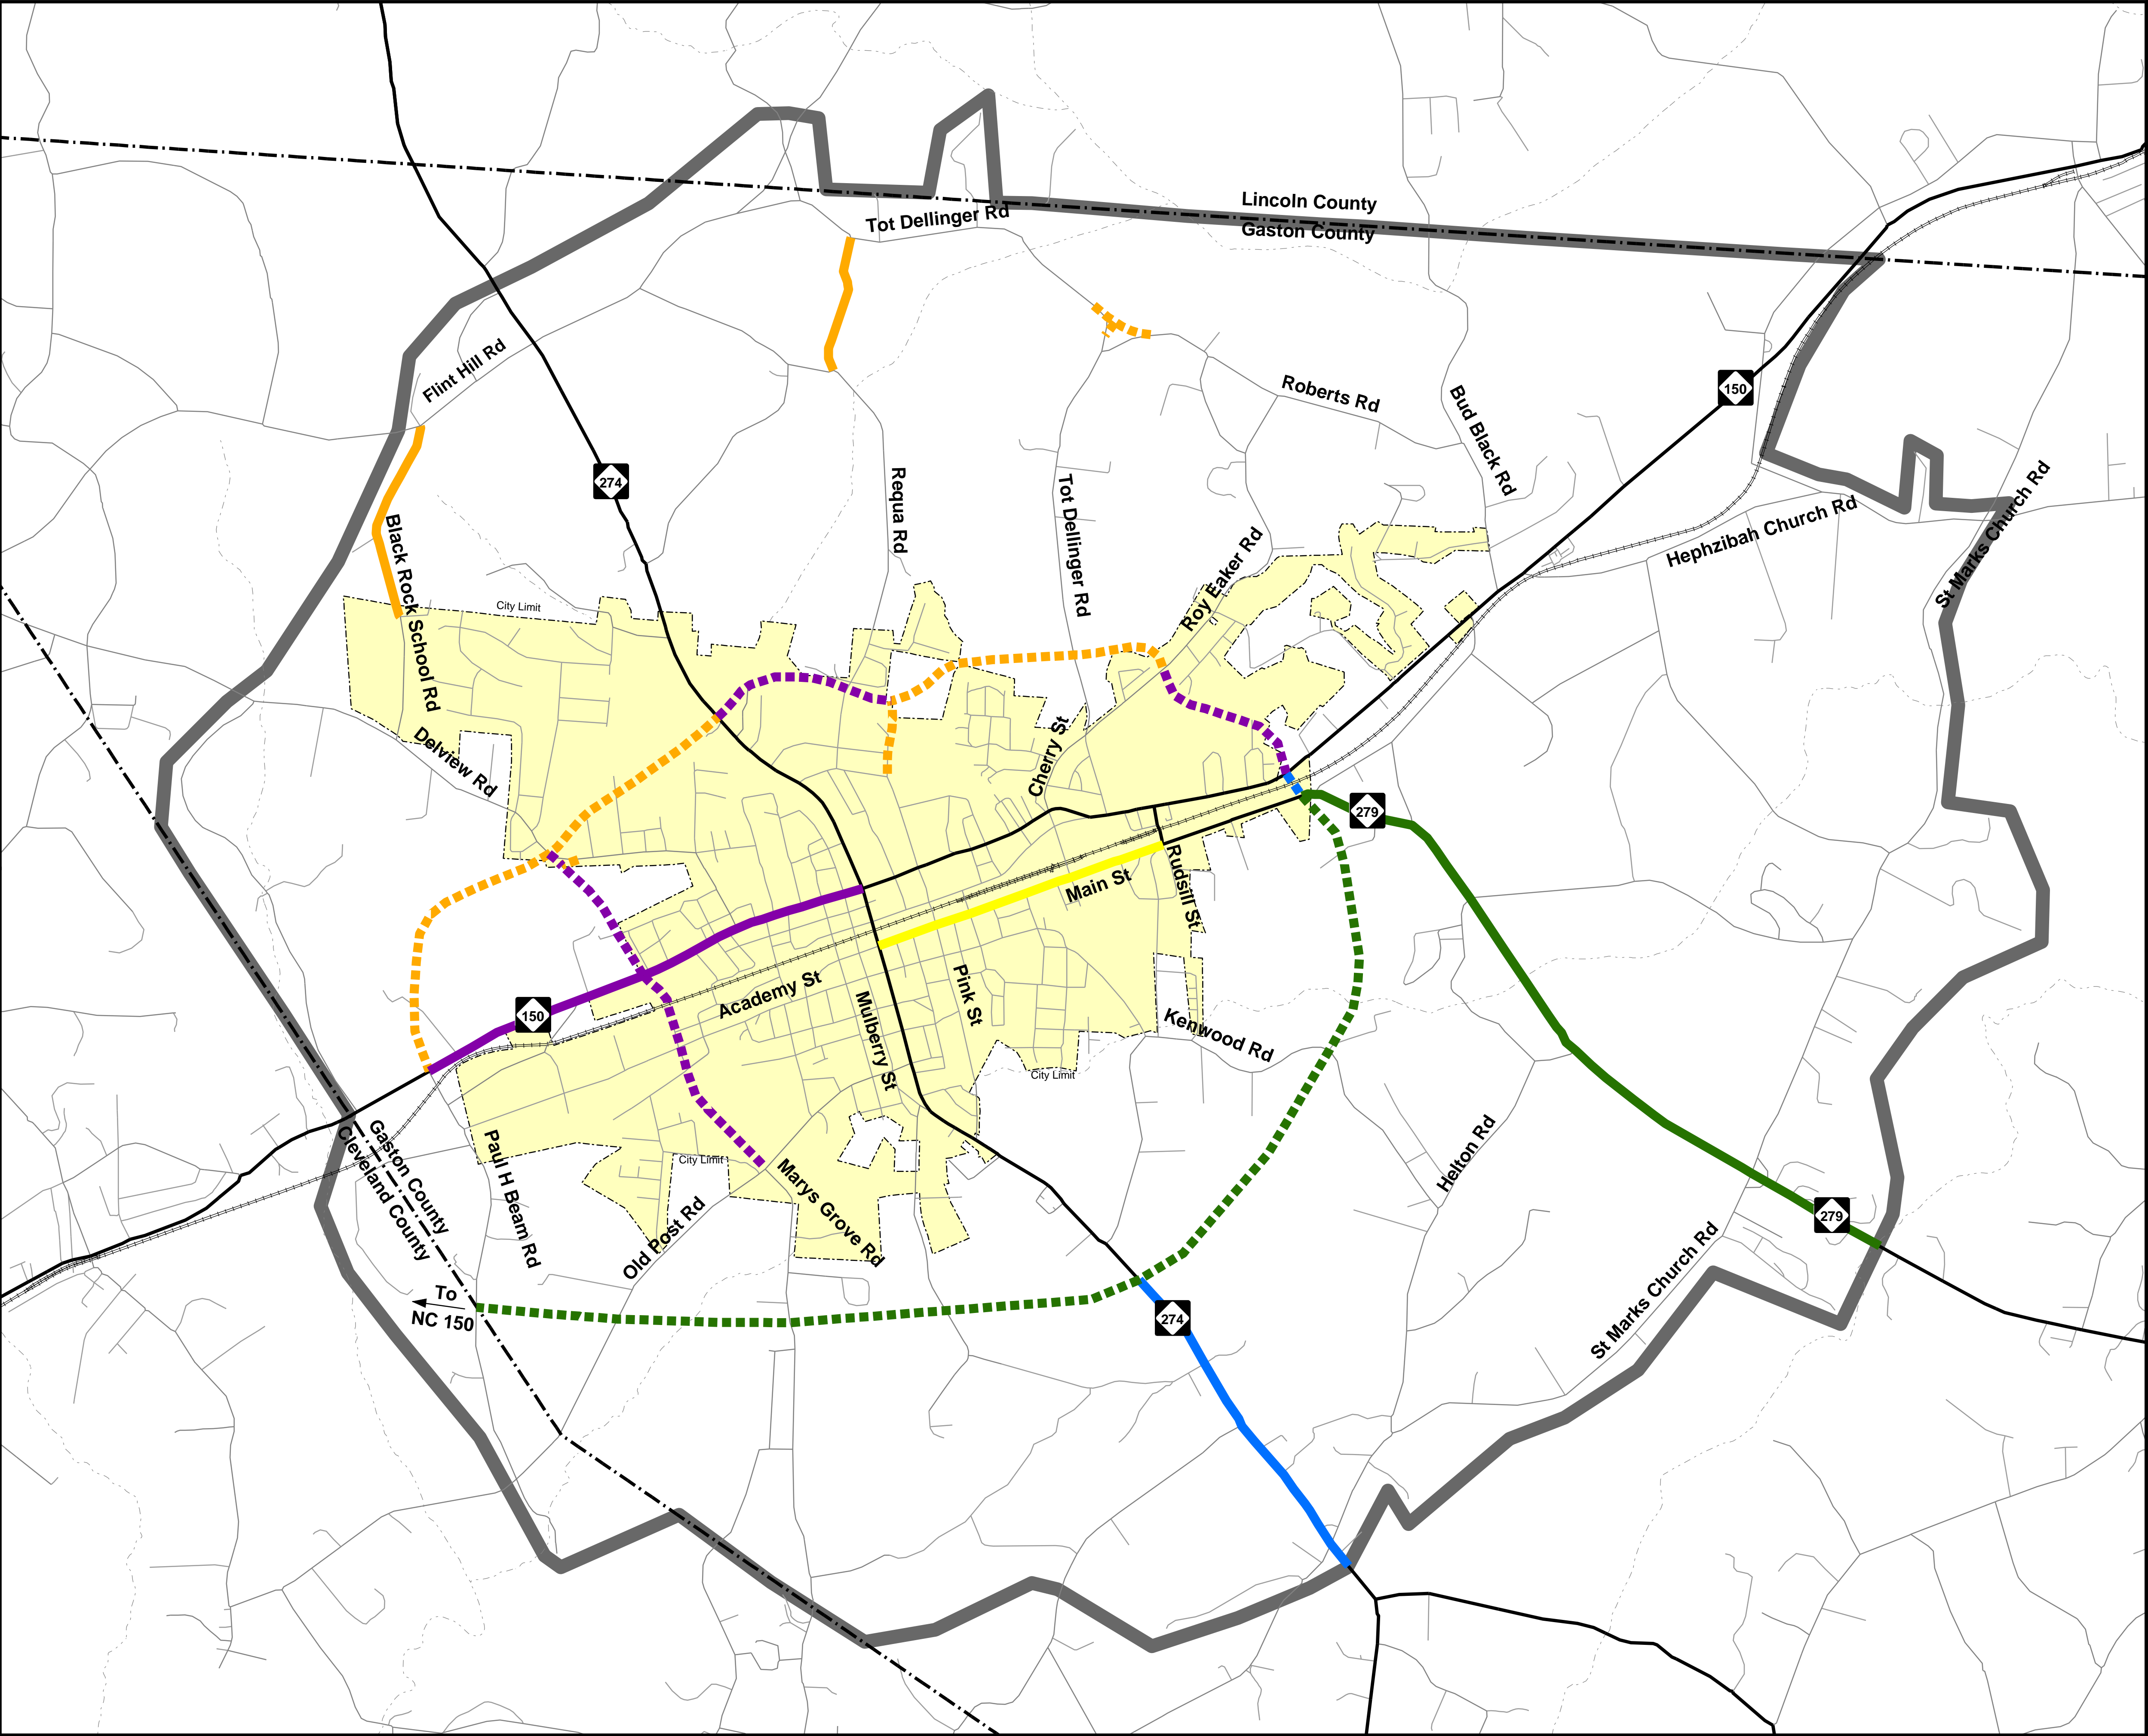 Lincoln County
Tot Dellinger Rd
Gaston County
Flint Hill Rd
150
Roberts Rd
Bud Black Rd
274
Requa Rd
Tot Dellinger Rd
Hephzibah Church Rd
St Marks Church Rd
Black Rock School Rd
Roy Eaker Rd
City Limit
Delview Rd
Cherry St
279
Main St
Rudsill St
150
Academy St
Pink St
Mulberry St
Kenwood Rd
City Limit
Gaston County
Cleveland County
Paul H Beam Rd
City Limit
Marys Grove Rd
Old Post Rd
Helton Rd
279
St Marks Church Rd
To
NC 150
274